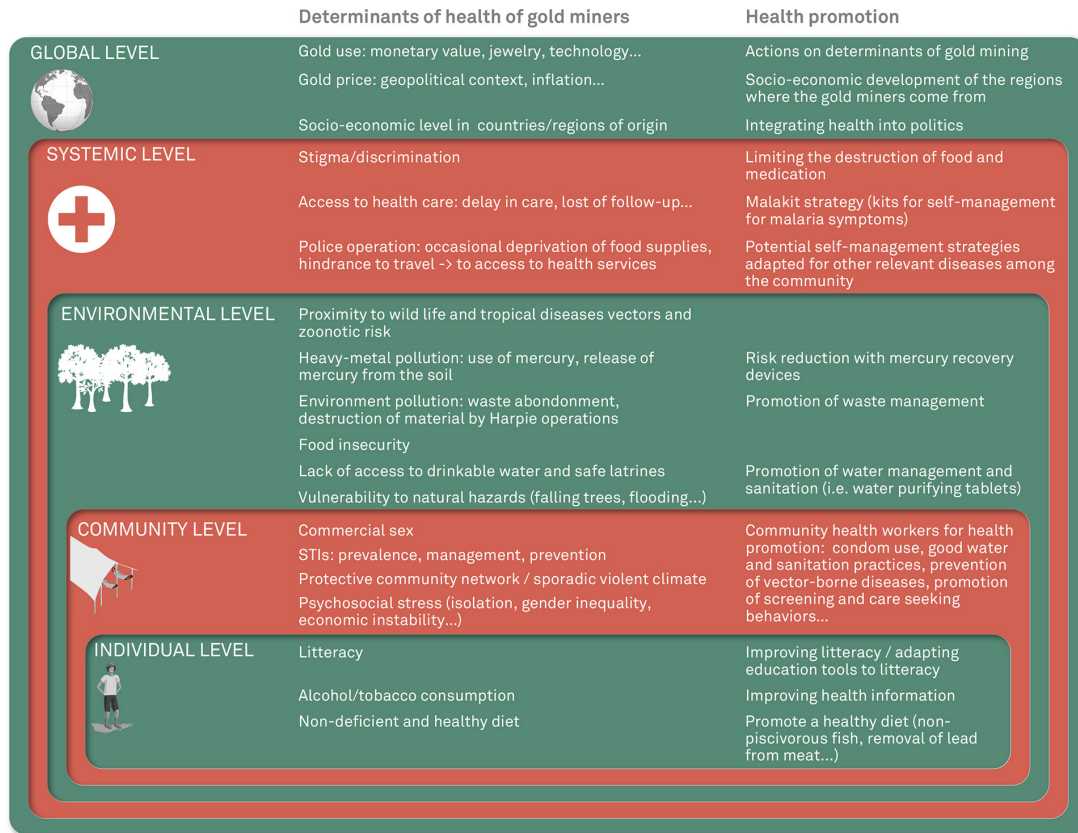 Determinants of health of gold miners
Health promotion
GLOBAL LEVEL
Gold use: monetary value, jewelry, technology...
Actions on determinants of gold mining
Gold price: geopolitical context, inflation...
Socio-economic development of the regions
where the gold miners come from
Socio-economic level in countries/regions of origin
Integrating health into politics
SYSTEMIC LEVEL
Stigma/discrimination
Limiting the destruction of food and
medication
Access to health care: delay in care, lost of follow-up...
Malakit strategy (kits for self-management
for malaria symptoms)
Police operation: occasional deprivation of food supplies,
hindrance to travel -> to access to health services
Potential self-management strategies
adapted for other relevant diseases among
the community
ENVIRONMENTAL LEVEL
Proximity to wild life and tropical diseases vectors and
zoonotic risk
Heavy-metal pollution: use of mercury, release of
mercury from the soil
Risk reduction with mercury recovery
devices
Environment pollution: waste abondonment,
destruction of material by Harpie operations
Promotion of waste management
Food insecurity
Lack of access to drinkable water and safe latrines
Promotion of water management and
sanitation (i.e. water purifying tablets)
Vulnerability to natural hazards (falling trees, flooding...)
COMMUNITY LEVEL
Commercial sex
STIs: prevalence, management, prevention
Protective community network / sporadic violent climate
Psychosocial stress (isolation, gender inequality,
economic instability...)
Community health workers for health
promotion: condom use, good water
and sanitation practices, prevention
of vector-borne diseases, promotion
of screening and care seeking
behaviors...
INDIVIDUAL LEVEL
Litteracy
Improving litteracy / adapting
education tools to litteracy
Alcohol/tobacco consumption
Improving health information
Non-deficient and healthy diet
Promote a healthy diet (non-
piscivorous fish, removal of lead
from meat...)